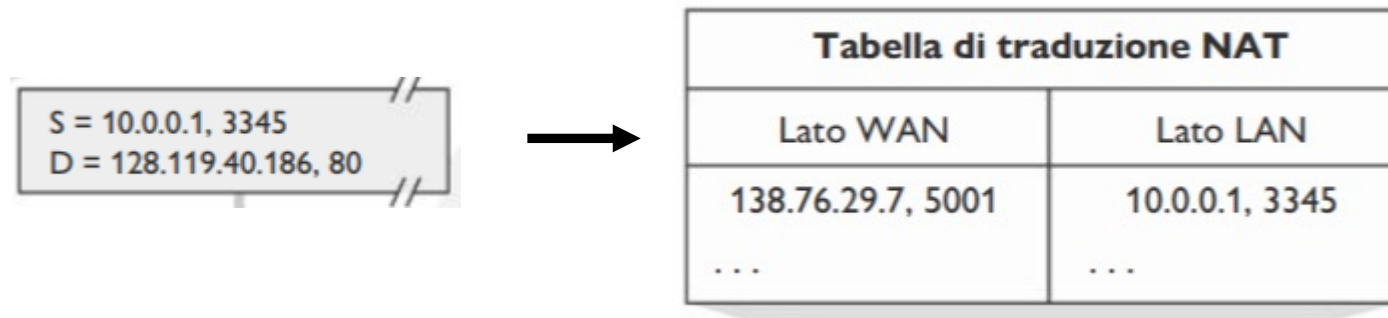 S = 10.0.0.1, 3345
D = 128.119.40.186, 80
Tabella di traduzione NAT
Lato WAN Lato LAN
138.76.29.7, 5001 10.0.0.1, 3345
. . . . . .